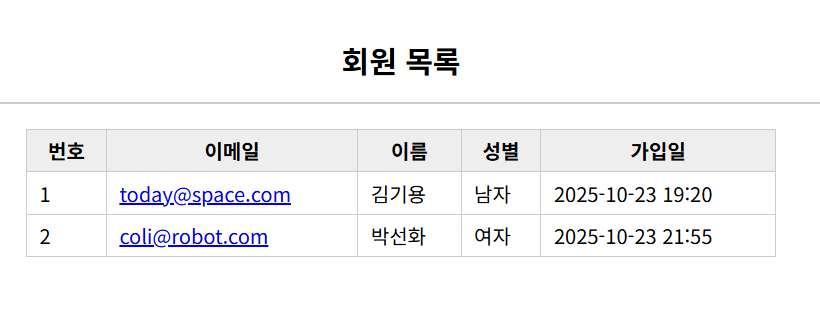 회원 목록
번호 이메일 이름 성별 가입일
1 today@space.com 김기용 남자 2025-10-23 19:20
2 coli@robot.com 박선화 여자 2025-10-23 21:55